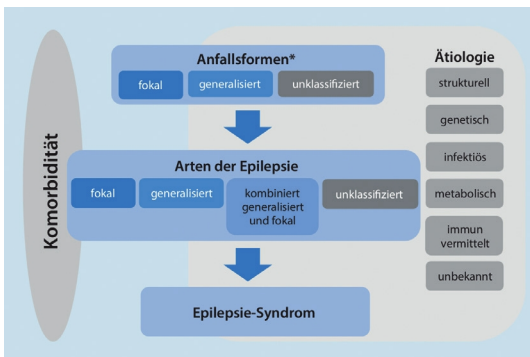 Komorbidität
Anfallsformen*
fokal
generalisiert
unklassifiziert
Arten der Epilepsie
fokal
generalisiert
kombiniert
generalisiert
und fokal
unklassifiziert
Epilepsie-Syndrom
Ätiologie
strukturell
genetisch
infektiös
metabolisch
immun
vermittelt
unbekannt